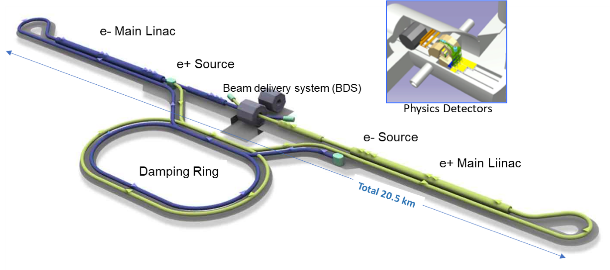 e- Main Linac
e+ Source
Beam delivery system (BDS)
Physics Detectors
e- Source
e+ Main Liinac
Damping Ring
Total 20.5 km